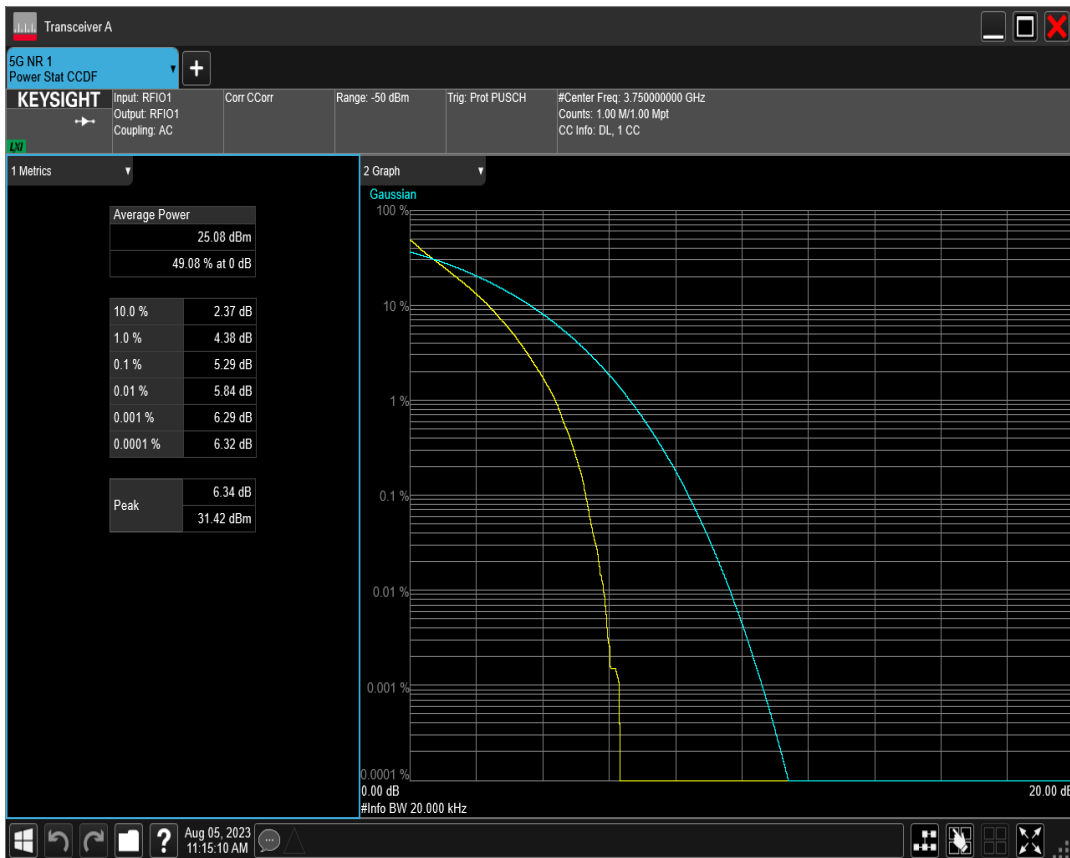 Transceiver A
5G NR 1
Power Stat CCDF
KEYSIGHT
LXI
Input: RFIO1
Output: RFIO1
Coupling: AC
Corr CCorr
Range: -50 dBm
Trig: Prot PUSCH
#Center Freq: 3.750000000 GHz
Counts: 1.00 M/1.00 Mpt
CC Info: DL, 1 CC
1 Metrics
Average Power
25.08 dBm
49.08 % at 0 dB
10.0 % 2.37 dB
1.0 % 4.38 dB
0.1 % 5.29 dB
0.01 % 5.84 dB
0.001 % 6.29 dB
0.0001 % 6.32 dB
Peak
6.34 dB
31.42 dBm
2 Graph
Gaussian
100 %
10 %
1 %
0.1 %
0.01 %
0.001 %
0.0001 %
0.00 dB
20.00 dB
#Info BW 20.000 kHz
?
Aug 05, 2023
11:15:10 AM